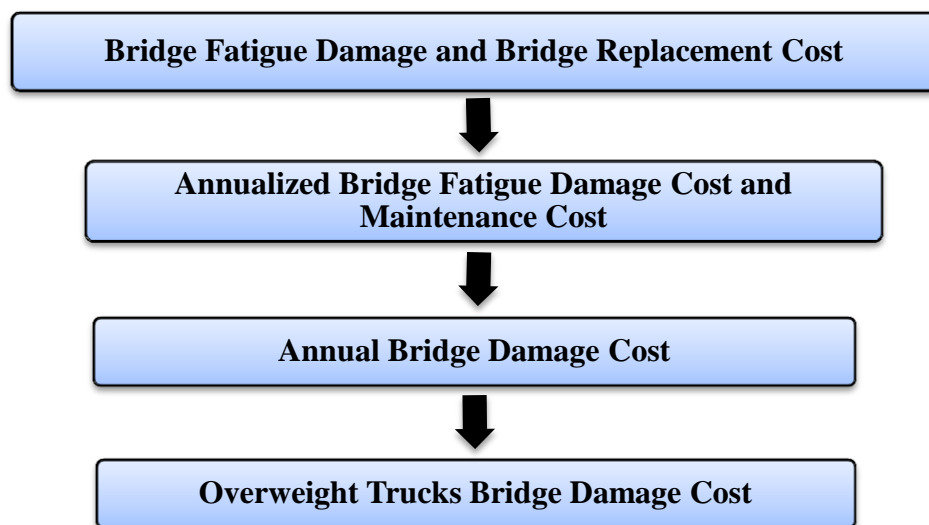 Bridge Fatigue Damage and Bridge Replacement Cost
Annualized Bridge Fatigue Damage Cost and
Maintenance Cost
Annual Bridge Damage Cost
Overweight Trucks Bridge Damage Cost